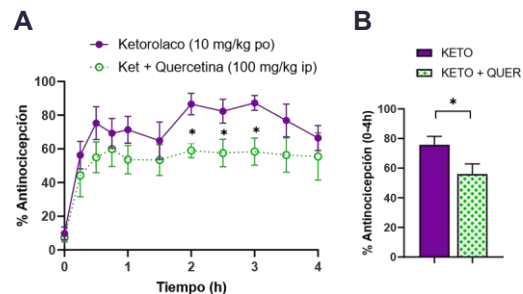 A
Ketorolaco (10 mg/kg po)
Ket + Quercetina (100 mg/kg ip)
% Antinocicepción
100
80
60
40
20
0
* * *
0 1 2 3 4
Tiempo (h)
B
KETO
KETO + QUER
% Antinocicepción (0-4h)
100
80
60
40
20
0
*